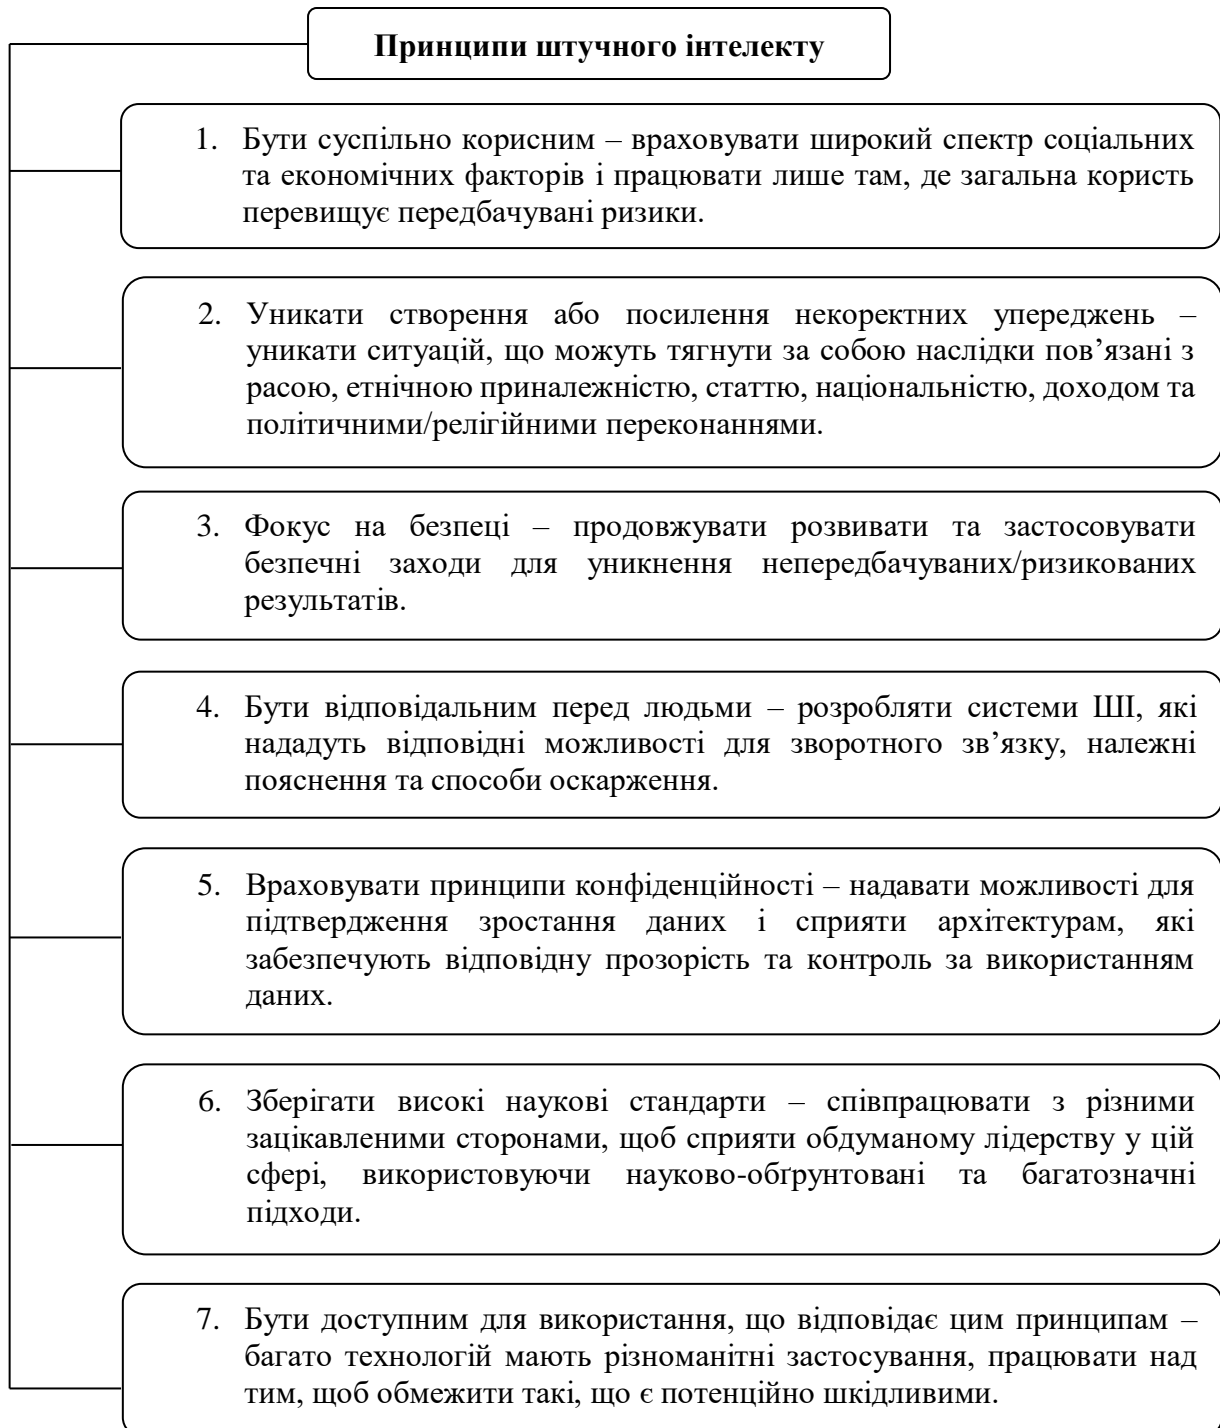 Принципи штучного інтелекту
1. Бути суспільно корисним – враховувати широкий спектр соціальних
та економічних факторів і працювати лише там, де загальна користь
перевищує передбачувані ризики.
2. Уникати створення або посилення некоректних упереджень –
уникати ситуацій, що можуть тягнути за собою наслідки пов’язані з
расою, етнічною приналежністю, статтю, національністю, доходом та
політичними/релігійними переконаннями.
3. Фокус на безпеці – продовжувати розвивати та застосовувати
безпечні заходи для уникнення непередбачуваних/ризикованих
результатів.
4. Бути відповідальним перед людьми – розробляти системи ШІ, які
нададуть відповідні можливості для зворотного зв’язку, належні
пояснення та способи оскарження.
5. Враховувати принципи конфіденційності – надавати можливості для
підтвердження зростання даних і сприяти архітектурам, які
забезпечують відповідну прозорість та контроль за використанням
даних.
6. Зберігати високі наукові стандарти – співпрацювати з різними
зацікавленими сторонами, щоб сприяти обдуманому лідерству у цій
сфері, використовуючи науково-обґрунтовані та багатозначні
підходи.
7. Бути доступним для використання, що відповідає цим принципам –
багато технологій мають різноманітні застосування, працювати над
тим, щоб обмежити такі, що є потенційно шкідливими.